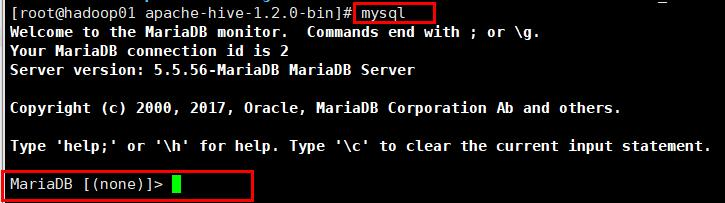 [root@hadoop01 apache-hive-1.2.0-bin]# mysql
Welcome to the MariaDB monitor.  Commands end with ; or \g.
Your MariaDB connection id is 2
Server version: 5.5.56-MariaDB MariaDB Server
Copyright (c) 2000, 2017, Oracle, MariaDB Corporation Ab and others.
Type 'help;' or '\h' for help. Type '\c' to clear the current input statement.
MariaDB [(none)]>